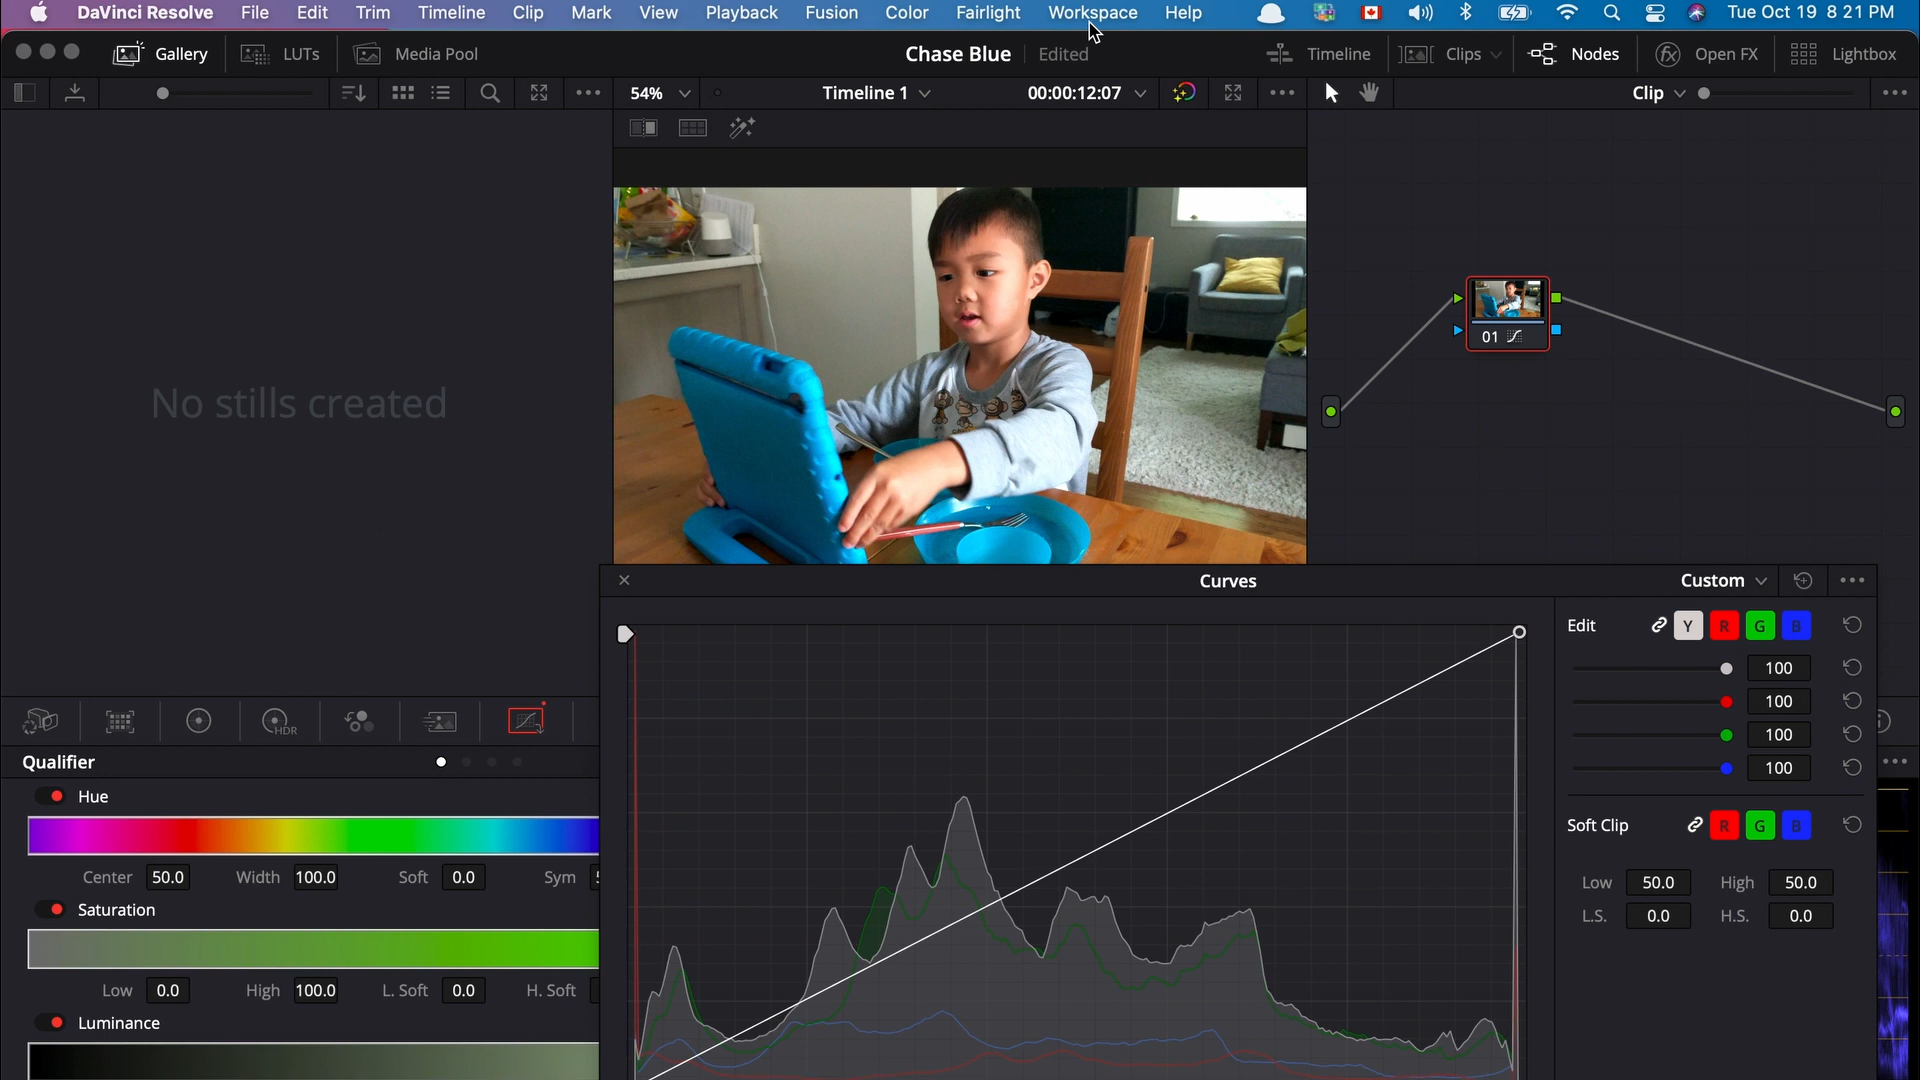 DaVinci Resolve File Edit Trim Timeline Clip Mark View Playback Fusion Color Fairlight Workspace Help Tue Oct 19 8 21 PM
Gallery LUTs Media Pool Chase Blue Edited Timeline Clips Nodes fx Open FX Lightbox
54% Timeline 1 00:00:12:07 Clip
No stills created
01
Curves Custom
Edit Y R G B
100
100
100
100
Soft Clip R G B
Low 50.0 High 50.0
L.S. 0.0 H.S. 0.0
HDR
Qualifier
Hue
Center 50.0 Width 100.0 Soft 0.0 Sym
Saturation
Low 0.0 High 100.0 L. Soft 0.0 H. Soft
Luminance